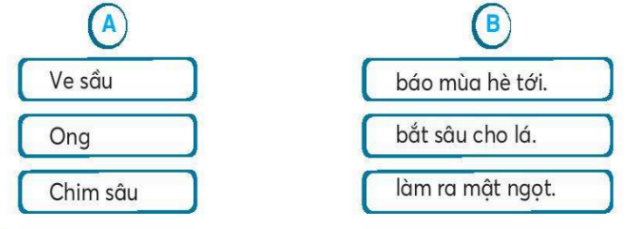 A B
Ve sầu báo mùa hè tới.
Ong bắt sâu cho lá.
Chim sâu làm ra mật ngọt.